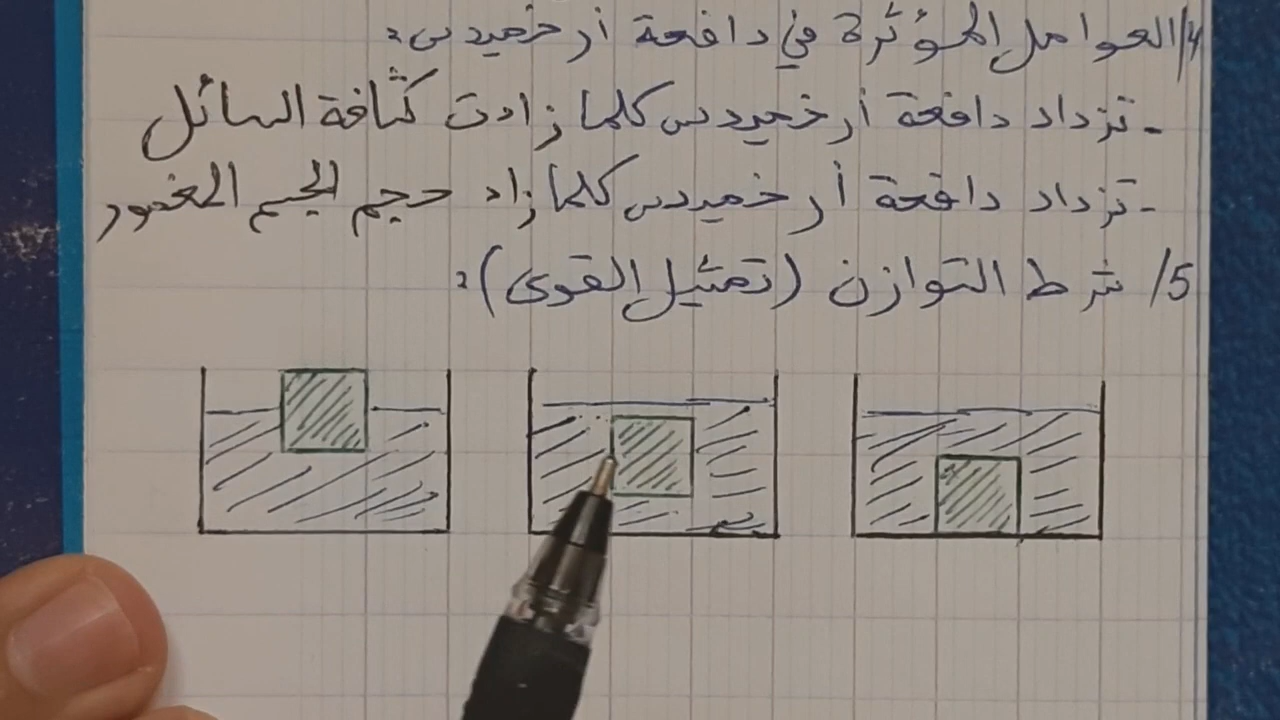 4/ العوامل المؤثرة في دافعة أرخميدس:
- تزداد دافعة أرخميدس كلما زادت كثافة السائل
- تزداد دافعة أرخميدس كلما زاد حجم الجسم المغمور
5/ شرط التوازن (تمثيل القوى):